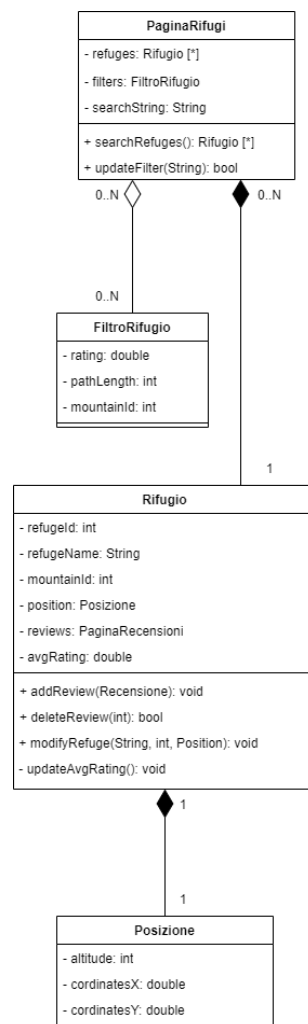 PaginaRifugi
- refuges: Rifugio [*]
- filters: FiltroRifugio
- searchString: String
+ searchRefuges(): Rifugio [*]
+ updateFilter(String): bool
0..N
0..N
0..N
FiltroRifugio
- rating: double
- pathLength: int
- mountainId: int
1
Rifugio
- refugeId: int
- refugeName: String
- mountainId: int
- position: Posizione
- reviews: PaginaRecensioni
- avgRating: double
+ addReview(Recensione): void
+ deleteReview(int): bool
+ modifyRefuge(String, int, Position): void
- updateAvgRating(): void
1
1
Posizione
- altitude: int
- cordinatesX: double
- cordinatesY: double